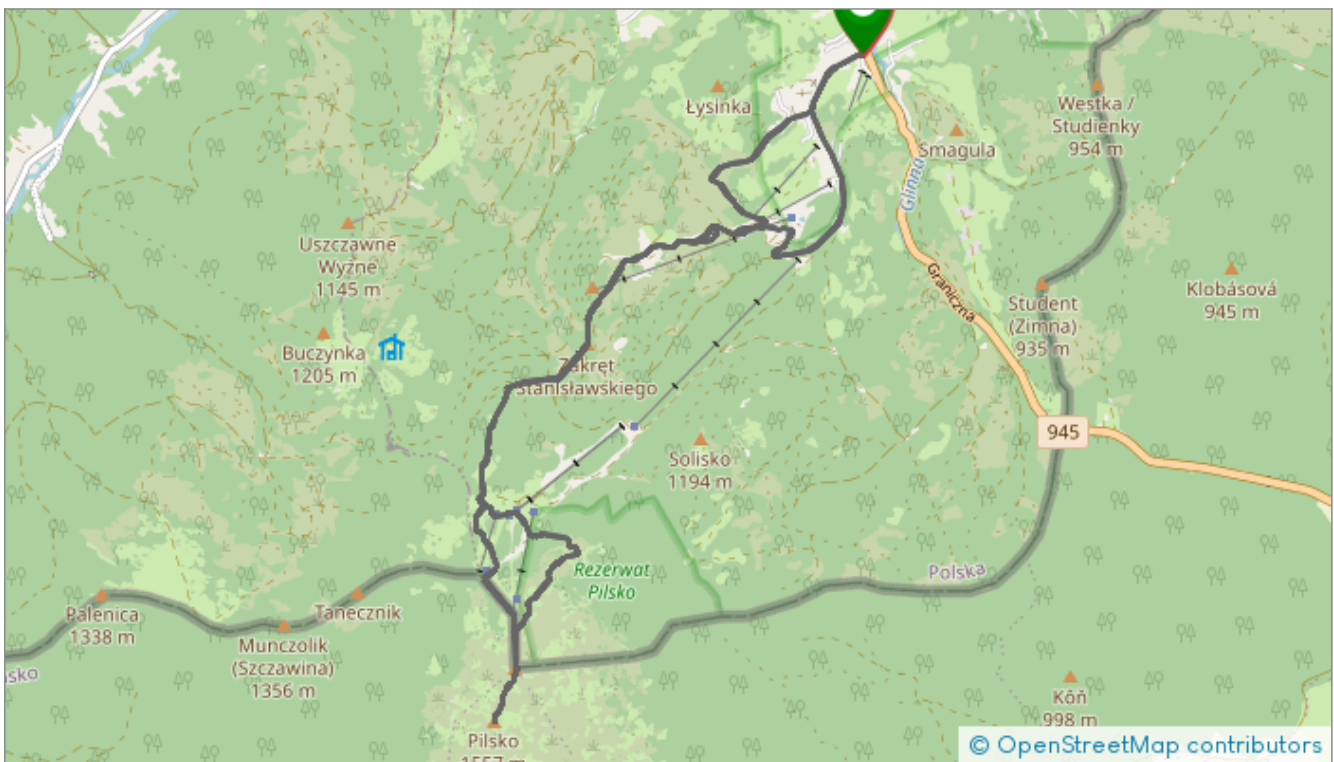 Łysinka
Westka /
Studienky
954 m
Smagula
Glinna
Uszczawne
Wyżne
1145 m
Graniczna
Klobásová
945 m
Student
(Zimna)
935 m
Buczynka
1205 m
Zakręt
Stanisławskiego
945
Solisko
1194 m
Rezerwat
Pilsko
Polska
Palenica
1338 m
Tanecznik
Munczolik
(Szczawina)
1356 m
sko
Kôň
998 m
Pilsko
1557 m
© OpenStreetMap contributors